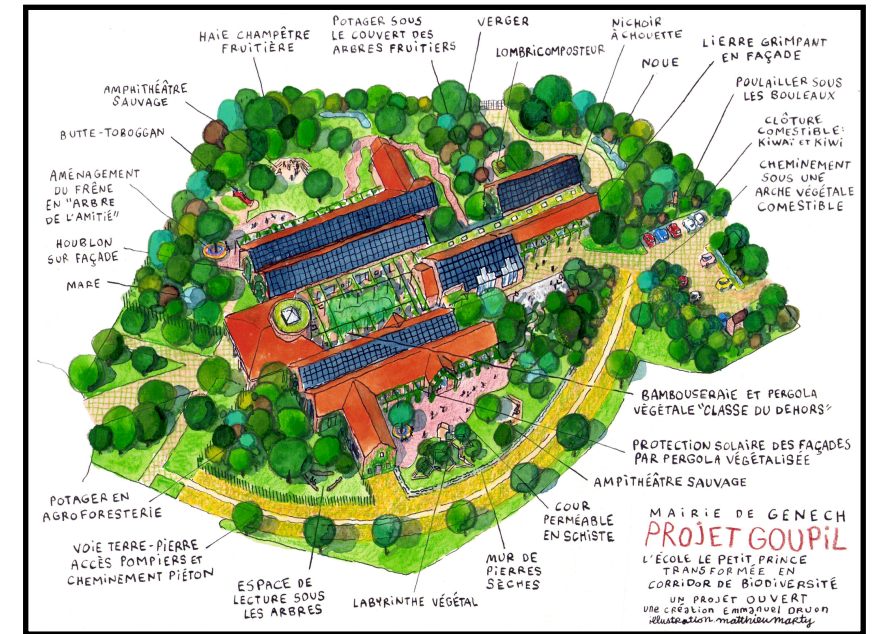 HAIE CHAMPÊTRE
FRUITIÈRE
POTAGER SOUS
LE COUVERT DES
ARBRES FRUITIERS
VERGER
LOMBRICOMPOSTEUR
NICHOIR
À CHOUETTE
NOUE
LIERRE GRIMPANT
EN FAÇADE
POULAILLER SOUS
LES BOULEAUX
CLÔTURE
COMESTIBLE:
KIWAÏ ET KIWI
CHEMINEMENT
SOUS UNE
ARCHE VÉGÉTALE
COMESTIBLE
AMPHITHÉÂTRE
SAUVAGE
BUTTE-TOBOGGAN
AMÉNAGEMENT
DU FRÊNE
EN "ARBRE
DE L'AMITIÉ"
HOUBLON
SUR FAÇADE
MARE
BAMBOUSERAIE ET PERGOLA
VÉGÉTALE "CLASSE DU DEHORS"
PROTECTION SOLAIRE DES FAÇADES
PAR PERGOLA VÉGÉTALISÉE
AMPITHÉÂTRE SAUVAGE
COUR
PERMÉABLE
EN SCHISTE
MUR DE
PIERRES
SÈCHES
LABYRINTHE VÉGÉTAL
ESPACE DE
LECTURE SOUS
LES ARBRES
VOIE TERRE-PIERRE
ACCÈS POMPIERS ET
CHEMINEMENT PIÉTON
POTAGER EN
AGROFORESTERIE
MAIRIE DE GENECH
PROJET GOUPIL
L'ÉCOLE LE PETIT PRINCE
TRANSFORMÉE EN
CORRIDOR DE BIODIVERSITÉ
UN PROJET OUVERT
une création Emmanuel DRUON
illustration matthieu marty